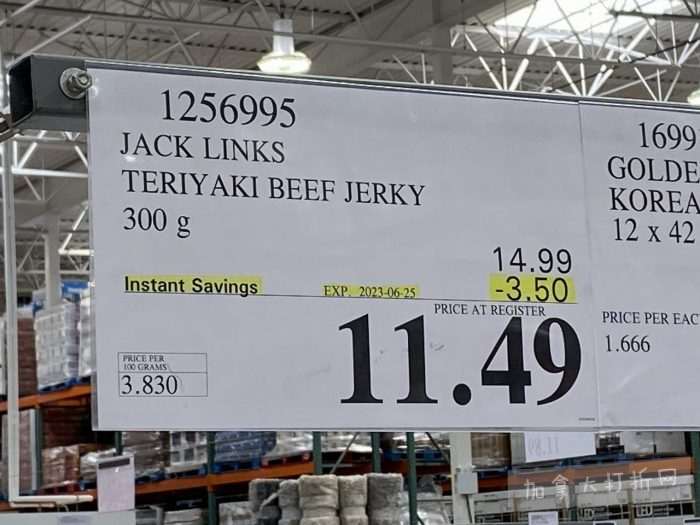 1256995
JACK LINKS
TERIYAKI BEEF JERKY
300 g
14.99
Instant Savings EXP. 2023-06-25 -3.50
PRICE AT REGISTER
11.49
PRICE PER
100 GRAMS
3.830
1699
GOLDE
KOREA
12 x 42
PRICE PER EAC
1.666
加拿大打折网